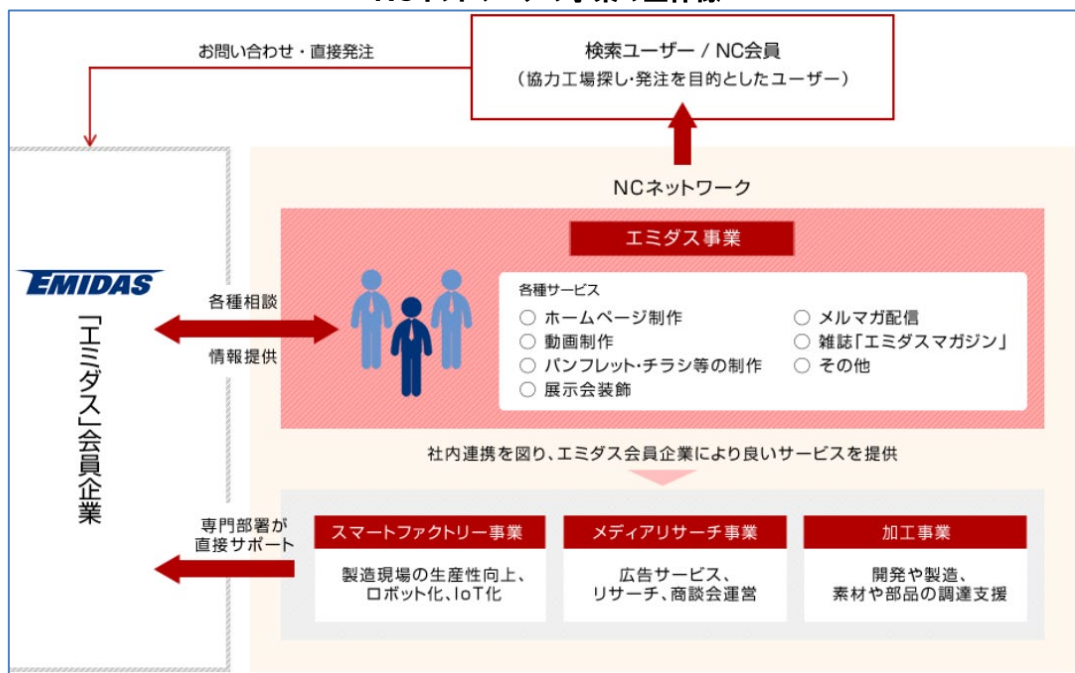 お問い合わせ・直接発注
検索ユーザー / NC会員
（協力工場探し・発注を目的としたユーザー）
NCネットワーク
エミダス事業
EMIDAS
「エミダス」会員企業
各種相談
情報提供
各種サービス
○ ホームページ制作
○ 動画制作
○ パンフレット・チラシ等の制作
○ 展示会装飾
○ メルマガ配信
○ 雑誌「エミダスマガジン」
○ その他
社内連携を図り、エミダス会員企業により良いサービスを提供
専門部署が
直接サポート
スマートファクトリー事業
製造現場の生産性向上、
ロボット化、IoT化
メディアリサーチ事業
広告サービス、
リサーチ、商談会運営
加工事業
開発や製造、
素材や部品の調達支援